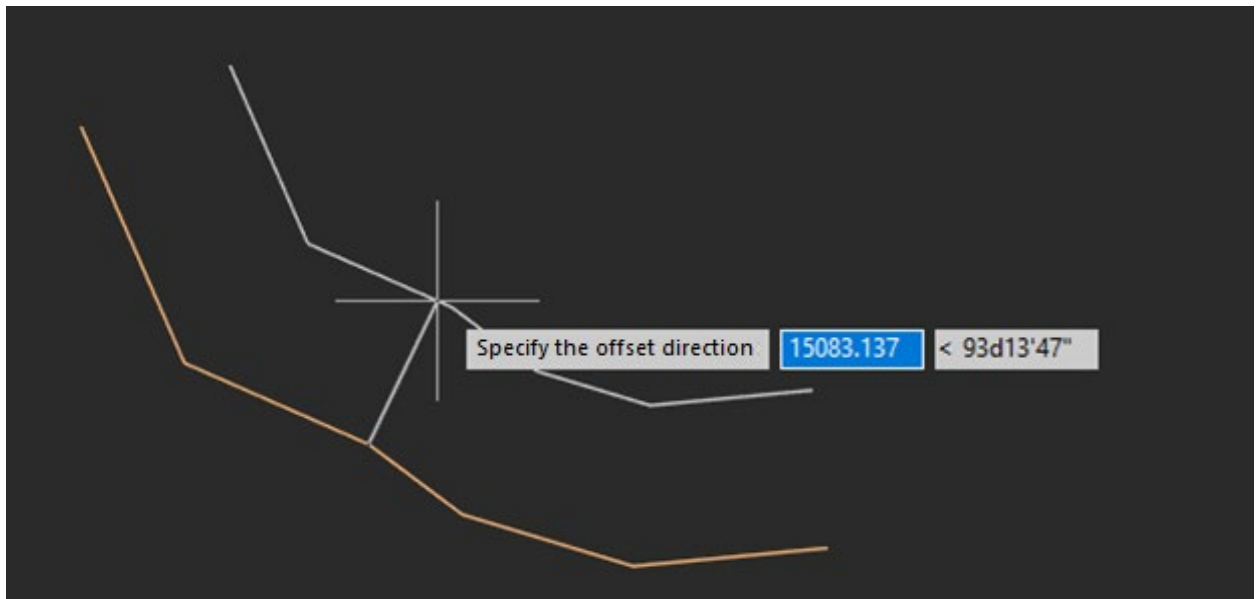 Specify the offset direction 15083.137 < 93d13'47"